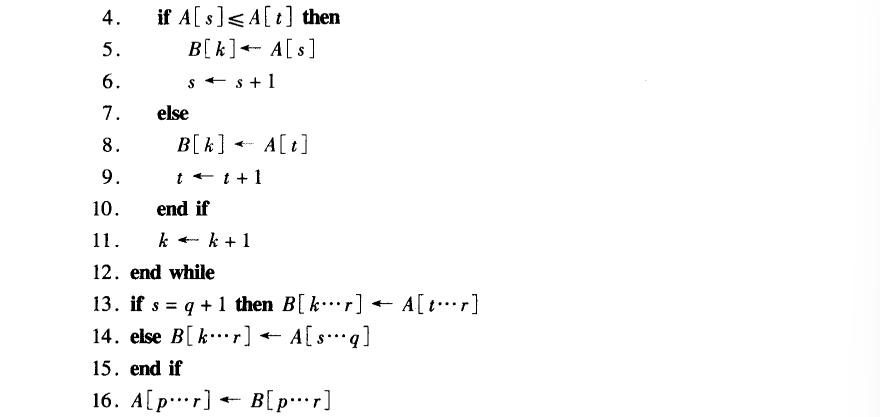 4. if A[s]⩽A[t] then
5. B[k]← A[s]
6. s ← s + 1
7. else
8. B[k] ← A[t]
9. t ← t + 1
10. end if
11. k ← k + 1
12. end while
13. if s = q + 1 then B[k⋯r] ← A[t⋯r]
14. else B[k⋯r] ← A[s⋯q]
15. end if
16. A[p⋯r] ← B[p⋯r]